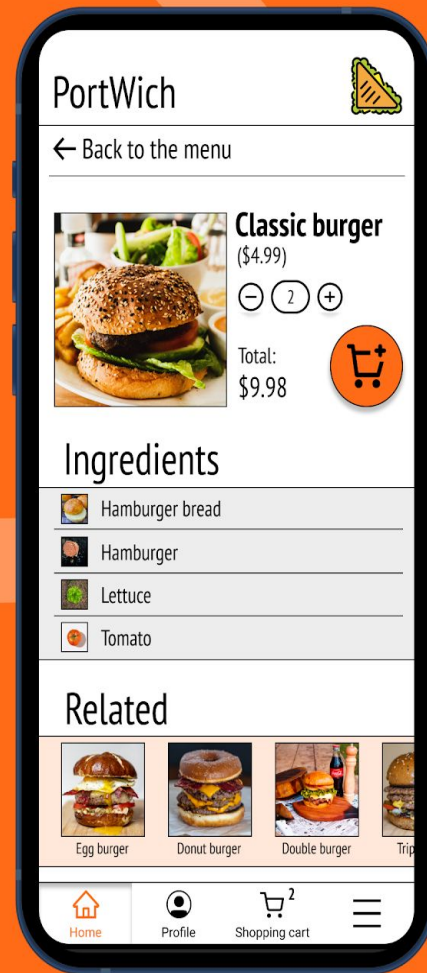 PortWich
Back to the menu
Classic burger
($4.99)
2
Total:
$9.98
Ingredients
Hamburger bread
Hamburger
Lettuce
Tomato
Related
Egg burger
Donut burger
Double burger
Trip
2
Home
Profile
Shopping cart